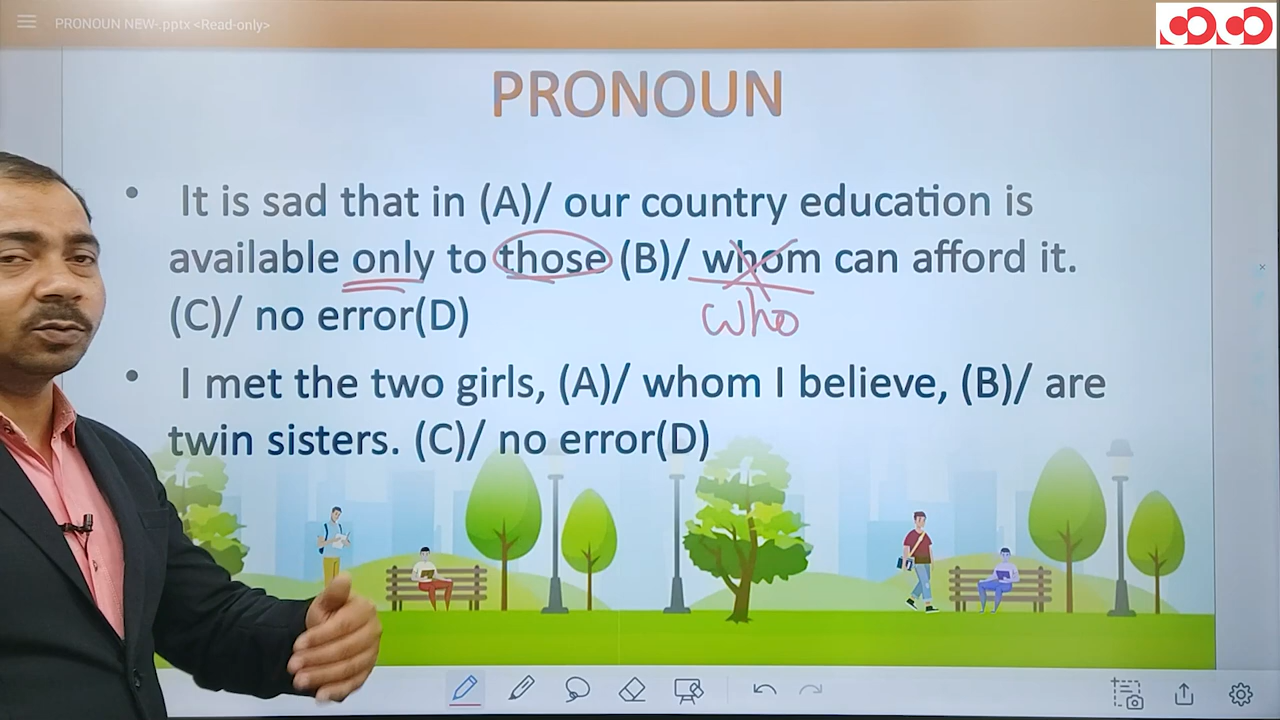 PRONOUN NEW-.pptx <Read-only>
PRONOUN
• It is sad that in (A)/ our country education is
available only to those (B)/ whom can afford it.
(C)/ no error(D)
who
• I met the two girls, (A)/ whom I believe, (B)/ are
twin sisters. (C)/ no error(D)